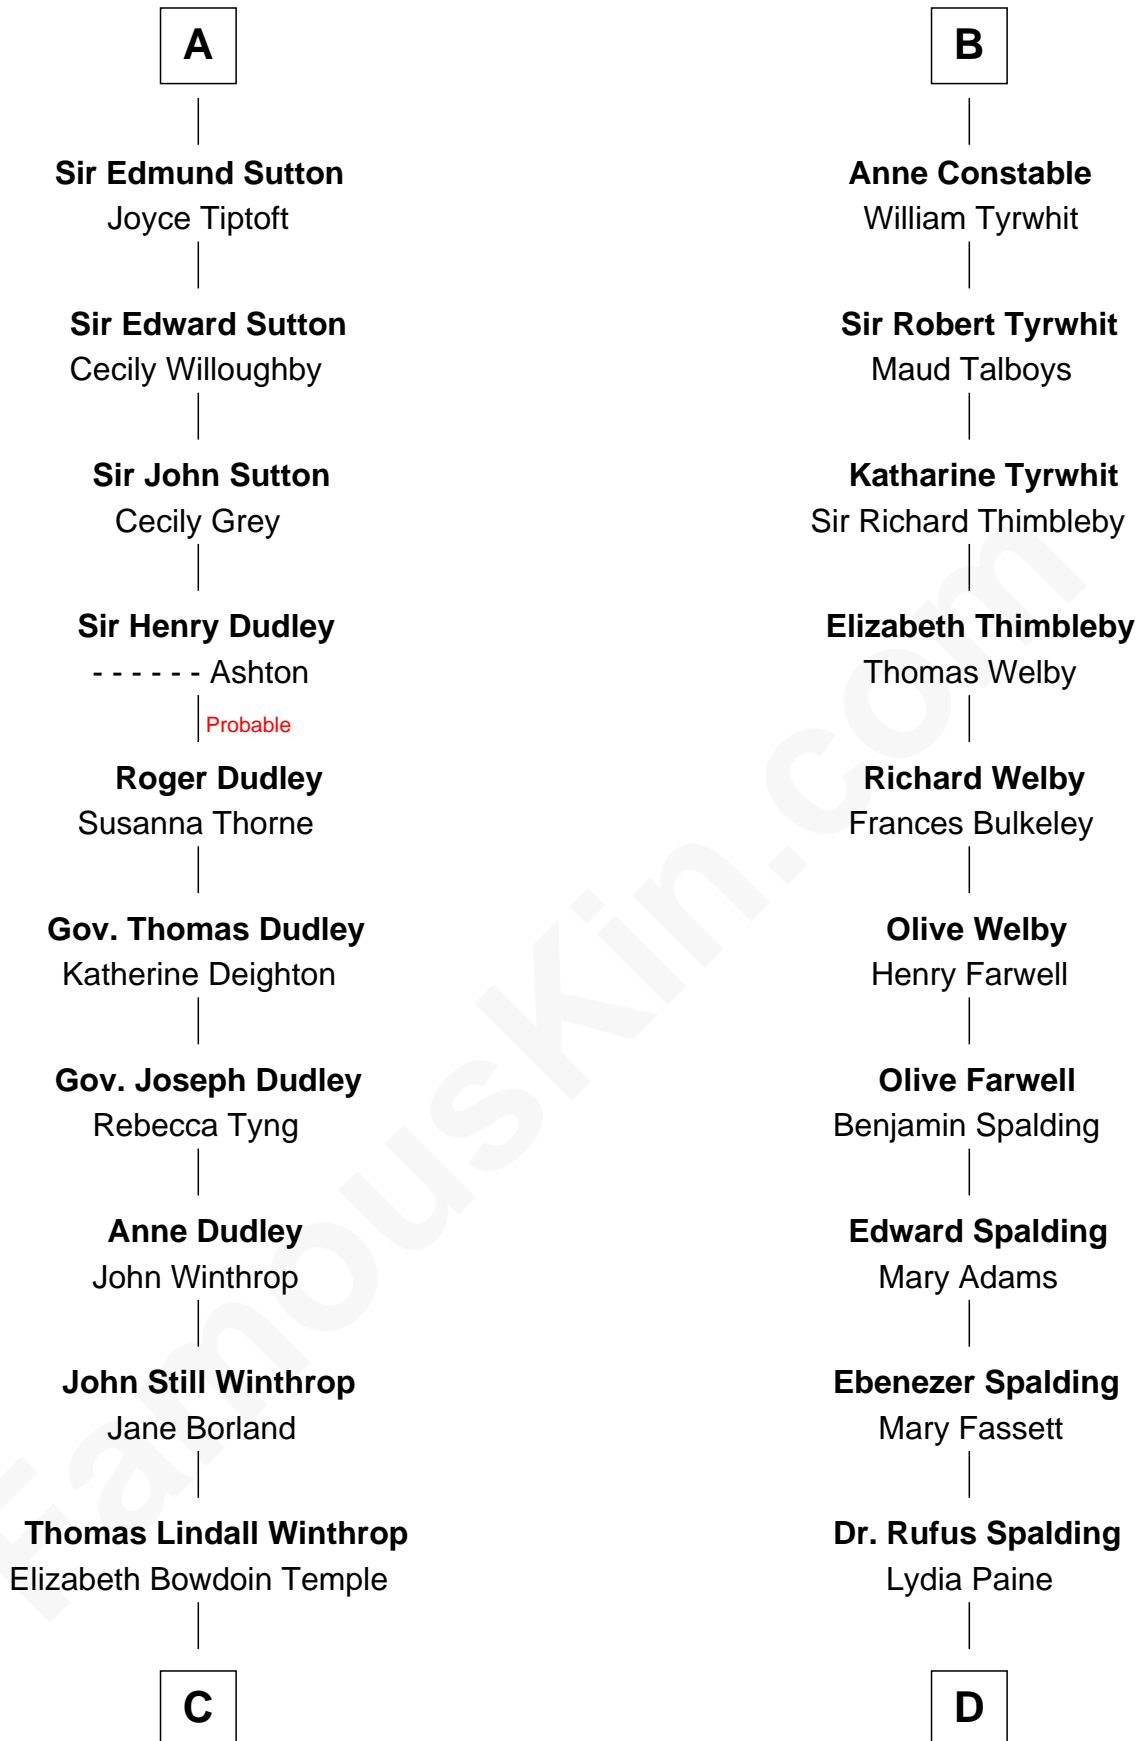 A
Sir Edmund Sutton
Joyce Tiptoft
Sir Edward Sutton
Cecily Willoughby
Sir John Sutton
Cecily Grey
Sir Henry Dudley
- - - - - - Ashton
Probable
Roger Dudley
Susanna Thorne
Gov. Thomas Dudley
Katherine Deighton
Gov. Joseph Dudley
Rebecca Tyng
Anne Dudley
John Winthrop
John Still Winthrop
Jane Borland
Thomas Lindall Winthrop
Elizabeth Bowdoin Temple
C
B
Anne Constable
William Tyrwhit
Sir Robert Tyrwhit
Maud Talboys
Katharine Tyrwhit
Sir Richard Thimbleby
Elizabeth Thimbleby
Thomas Welby
Richard Welby
Frances Bulkeley
Olive Welby
Henry Farwell
Olive Farwell
Benjamin Spalding
Edward Spalding
Mary Adams
Ebenezer Spalding
Mary Fassett
Dr. Rufus Spalding
Lydia Paine
D
FamousKin.com